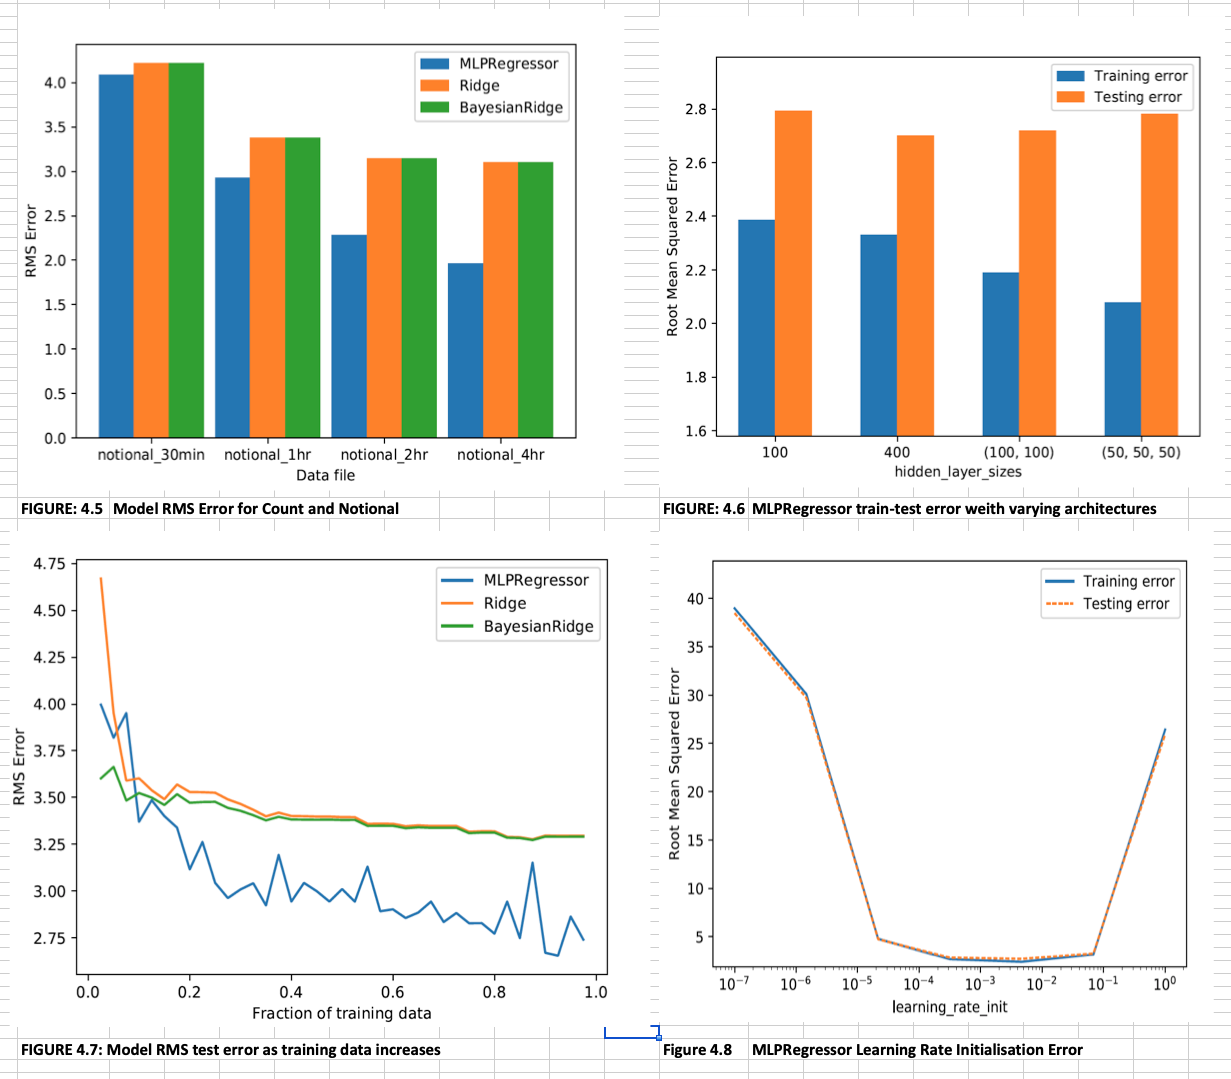 MLPRegressor
Ridge
BayesianRidge
4.0
3.5
3.0
2.5
2.0
1.5
1.0
0.5
0.0
RMS Error
notional_30min notional_1hr notional_2hr notional_4hr
Data file
FIGURE: 4.5 Model RMS Error for Count and Notional
Training error
Testing error
2.8
2.6
2.4
2.2
2.0
1.8
1.6
Root Mean Squared Error
100 400 (100, 100) (50, 50, 50)
hidden_layer_sizes
FIGURE: 4.6 MLPRegressor train-test error weith varying architectures
MLPRegressor
Ridge
BayesianRidge
4.75
4.50
4.25
4.00
3.75
3.50
3.25
3.00
2.75
RMS Error
0.0 0.2 0.4 0.6 0.8 1.0
Fraction of training data
FIGURE 4.7: Model RMS test error as training data increases
Training error
Testing error
40
35
30
25
20
15
10
5
Root Mean Squared Error
10⁻⁷ 10⁻⁶ 10⁻⁵ 10⁻⁴ 10⁻³ 10⁻² 10⁻¹ 10⁰
learning_rate_init
Figure 4.8 MLPRegressor Learning Rate Initialisation Error